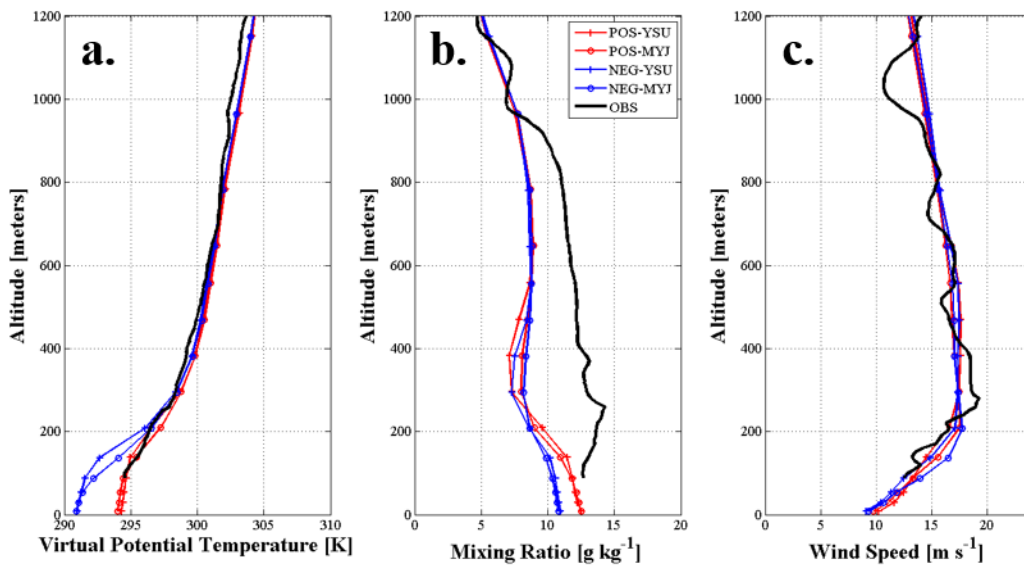 a.
Altitude [meters]
1200
1000
800
600
400
200
0
290
295
300
305
310
Virtual Potential Temperature [K]
b.
POS-YSU
POS-MYJ
NEG-YSU
NEG-MYJ
OBS
Altitude [meters]
1200
1000
800
600
400
200
0
0
5
10
15
20
Mixing Ratio [g kg-1]
c.
Altitude [meters]
1200
1000
800
600
400
200
0
0
5
10
15
20
Wind Speed [m s-1]